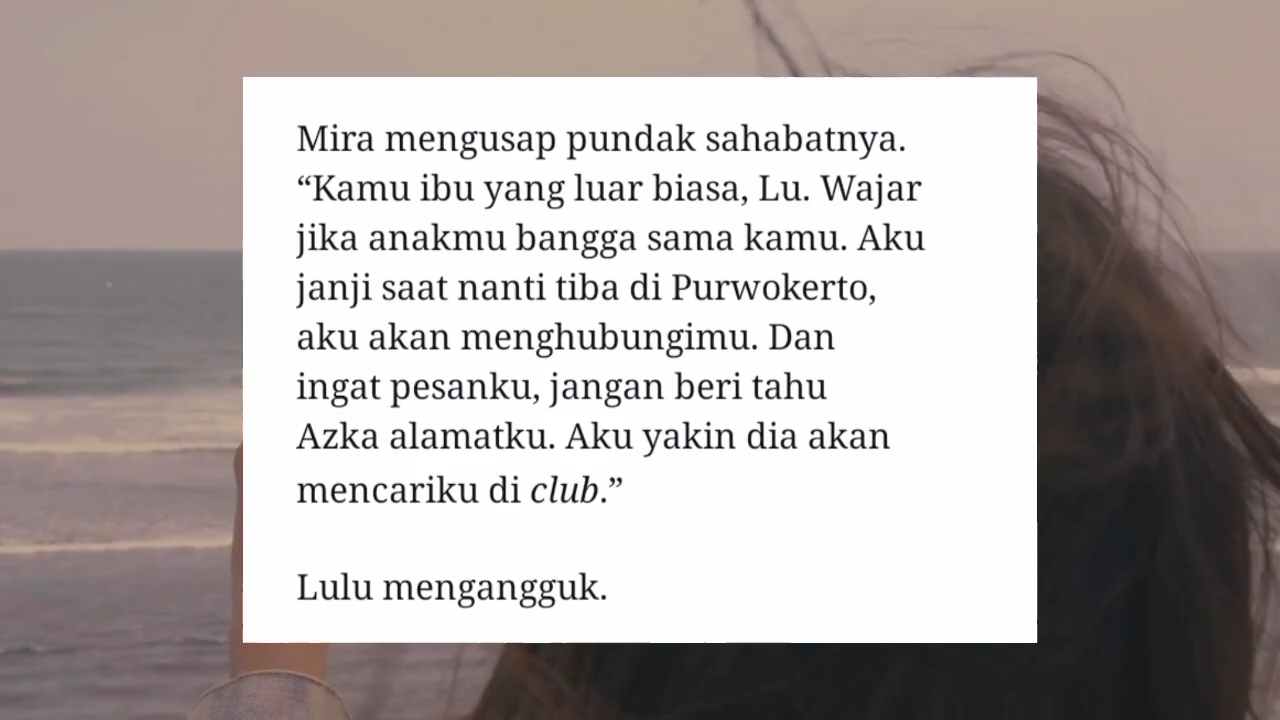 Mira mengusap pundak sahabatnya.
“Kamu ibu yang luar biasa, Lu. Wajar
jika anakmu bangga sama kamu. Aku
janji saat nanti tiba di Purwokerto,
aku akan menghubungimu. Dan
ingat pesanku, jangan beri tahu
Azka alamatku. Aku yakin dia akan
mencariku di club.”
Lulu mengangguk.